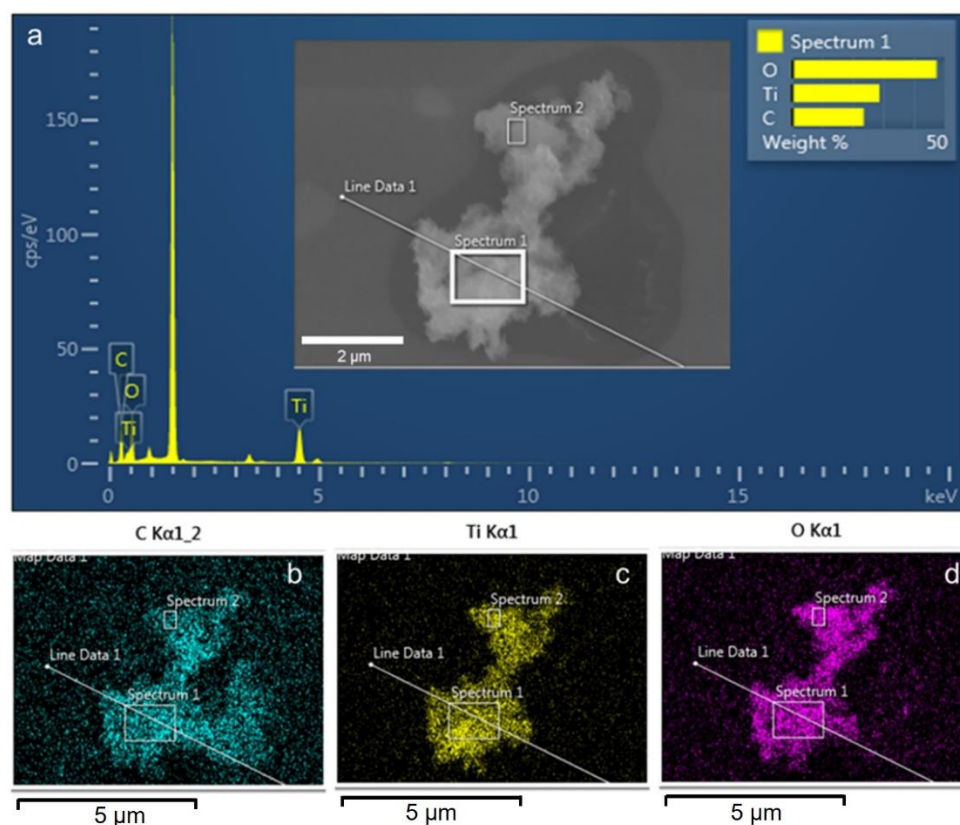 a
Spectrum 1
O
Ti
C
Weight % 50
150
100
50
0
cps/eV
Spectrum 2
Line Data 1
Spectrum 1
2 μm
C
O
Ti
Ti
0 5 10 15 keV
C Kα1_2 Ti Kα1 O Kα1
Map Data 1
b
Spectrum 2
Line Data 1
Spectrum 1
5 μm
Map Data 1
c
Spectrum 2
Line Data 1
Spectrum 1
5 μm
Map Data 1
d
Spectrum 2
Line Data 1
Spectrum 1
5 μm